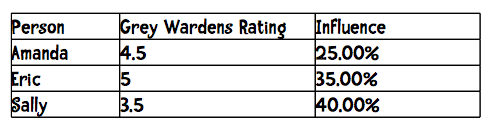 Person Grey Wardens Rating Influence
Amanda 4.5 25.00%
Eric 5 35.00%
Sally 3.5 40.00%